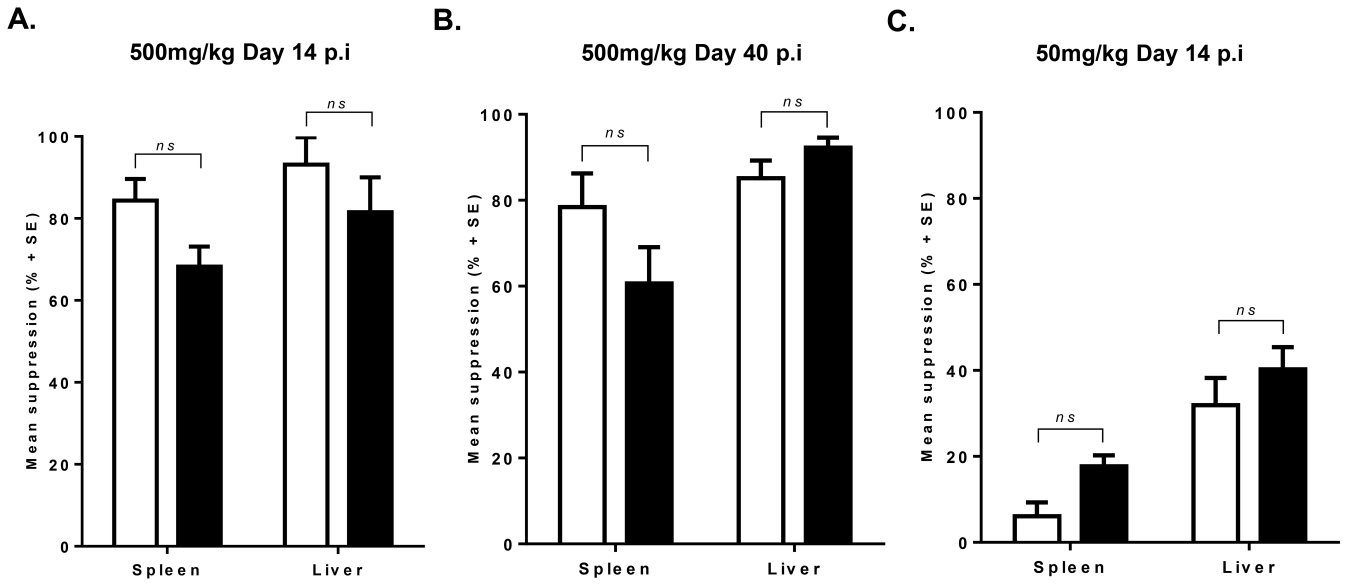 A.
500mg/kg Day 14 p.i
Mean suppression (% + SE)
100
80
60
40
20
0
ns
ns
Spleen
Liver
B.
500mg/kg Day 40 p.i
Mean suppression (% + SE)
100
80
60
40
20
0
ns
ns
Spleen
Liver
C.
50mg/kg Day 14 p.i
Mean suppression (% + SE)
100
80
60
40
20
0
ns
ns
Spleen
Liver